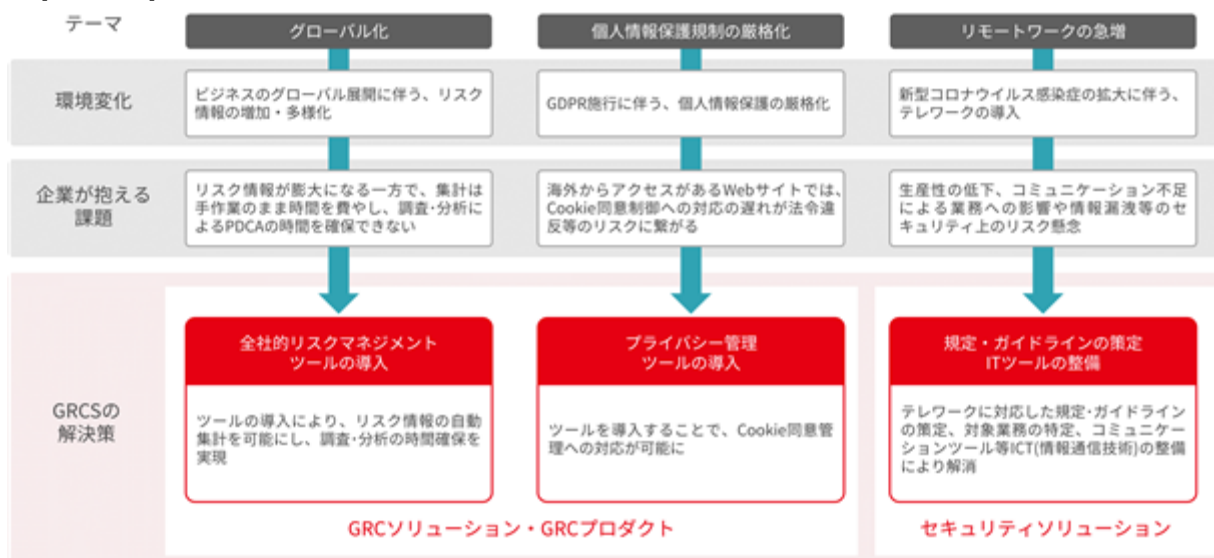 テーマ
グローバル化
個人情報保護規制の厳格化
リモートワークの急増
環境変化
ビジネスのグローバル展開に伴う、リスク
情報の増加・多様化
GDPR施行に伴う、個人情報保護の厳格化
新型コロナウイルス感染症の拡大に伴う、
テレワークの導入
企業が抱える
課題
リスク情報が膨大になる一方で、集計は
手作業のまま時間を費やし、調査･分析に
よるPDCAの時間を確保できない
海外からアクセスがあるWebサイトでは、
Cookie同意制御への対応の遅れが法令違
反等のリスクに繋がる
生産性の低下、コミュニケーション不足
による業務への影響や情報漏洩等のセ
キュリティ上のリスク懸念
GRCSの
解決策
全社的リスクマネジメント
ツールの導入
ツールの導入により、リスク情報の自動
集計を可能にし、調査･分析の時間確保を
実現
プライバシー管理
ツールの導入
ツールを導入することで、Cookie同意管
理への対応が可能に
規定・ガイドラインの策定
ITツールの整備
テレワークに対応した規定･ガイドライン
の策定、対象業務の特定、コミュニケー
ションツール等ICT(情報通信技術)の整備
により解消
GRCソリューション・GRCプロダクト
セキュリティソリューション